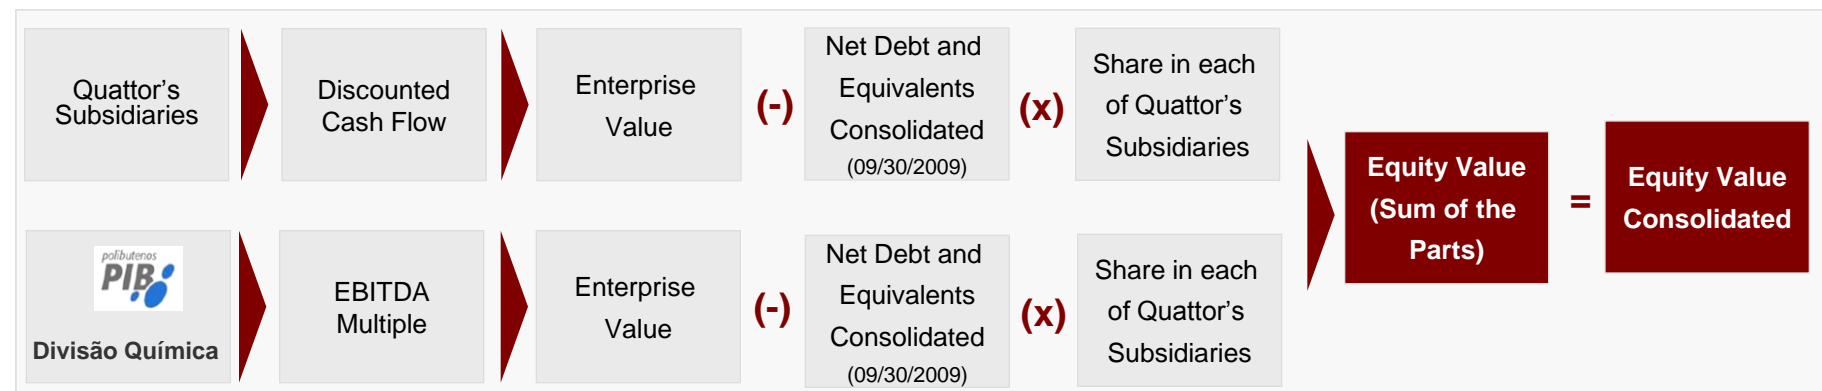 Quattor’s
Subsidiaries
Discounted
Cash Flow
Enterprise
Value
(-)
Net Debt and
Equivalents
Consolidated
(09/30/2009)
(x)
Share in each
of Quattor’s
Subsidiaries
polibutenos
PIB
Divisão Química
EBITDA
Multiple
Enterprise
Value
(-)
Net Debt and
Equivalents
Consolidated
(09/30/2009)
(x)
Share in each
of Quattor’s
Subsidiaries
Equity Value
(Sum of the
Parts)
=
Equity Value
Consolidated